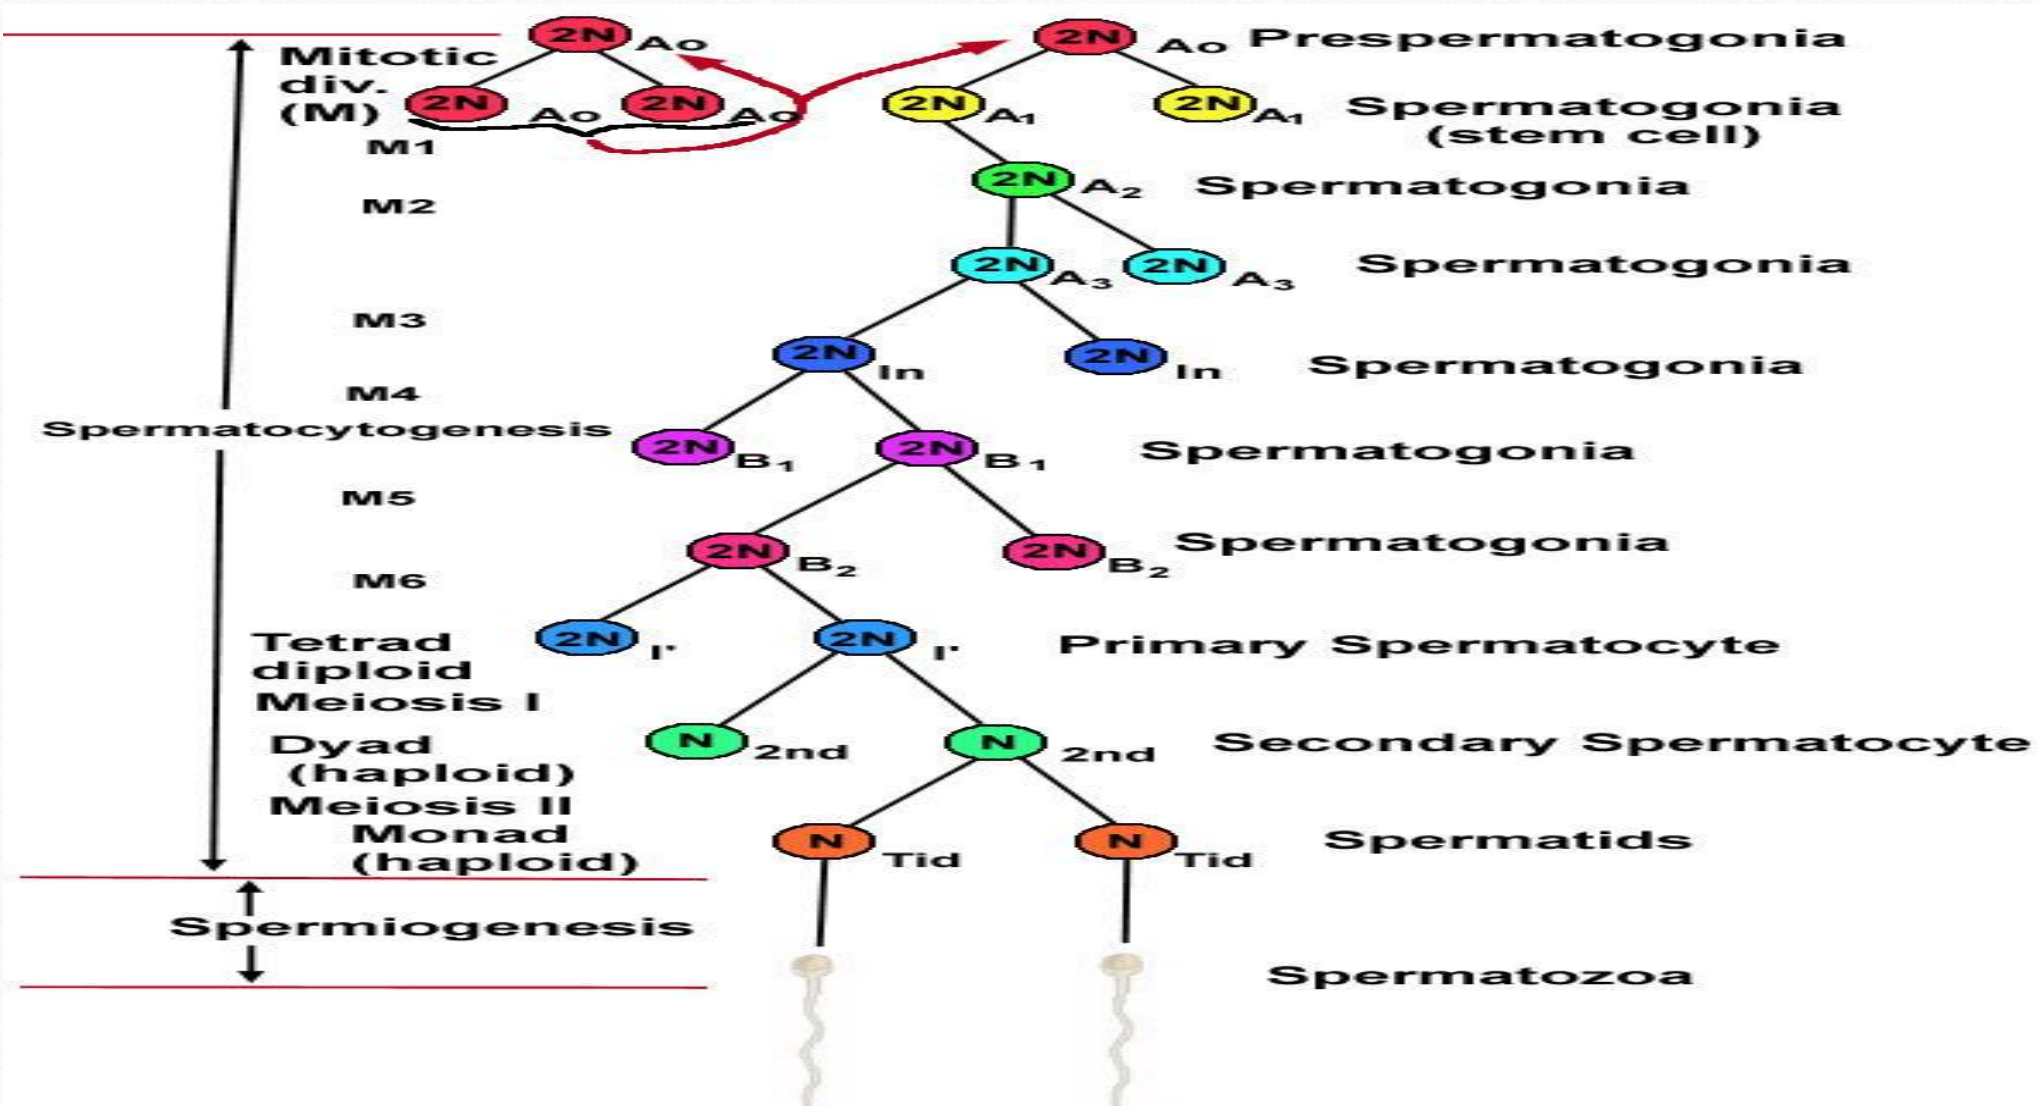 2N Ao 2N Ao Prespermatogonia
Mitotic
div.
(M)
2N Ao 2N Ao 2N A1 2N A1 Spermatogonia
(stem cell)
M1
2N A2 Spermatogonia
M2
2N A3 2N A3 Spermatogonia
M3
2N In 2N In Spermatogonia
M4
Spermatocytogenesis
2N B1 2N B1 Spermatogonia
M5
2N B2 2N B2 Spermatogonia
M6
Tetrad
diploid
2N I' 2N I' Primary Spermatocyte
Meiosis I
Dyad
(haploid)
N 2nd N 2nd Secondary Spermatocyte
Meiosis II
Monad
(haploid)
N Tid N Tid Spermatids
Spermiogenesis
Spermatozoa